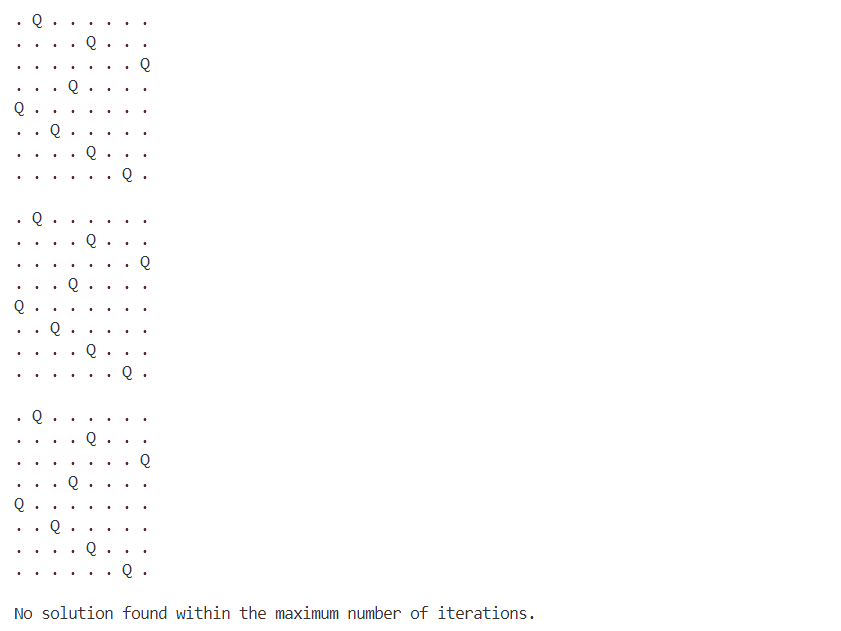 . Q . . . . . .
. . . . Q . . .
. . . . . . . Q
. . . Q . . . .
Q . . . . . . .
. . Q . . . . .
. . . . Q . . .
. . . . . . Q .

. Q . . . . . .
. . . . Q . . .
. . . . . . . Q
. . . Q . . . .
Q . . . . . . .
. . Q . . . . .
. . . . Q . . .
. . . . . . Q .

. Q . . . . . .
. . . . Q . . .
. . . . . . . Q
. . . Q . . . .
Q . . . . . . .
. . Q . . . . .
. . . . Q . . .
. . . . . . Q .

No solution found within the maximum number of iterations.